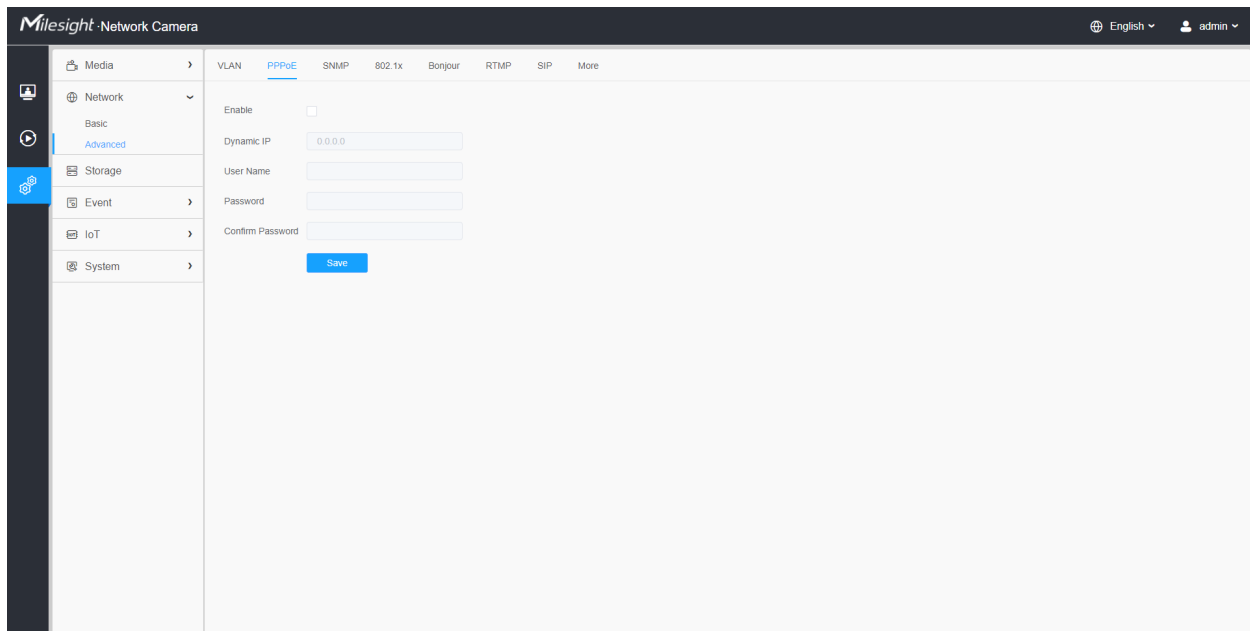 Milesight · Network Camera
English
admin
Media
Network
Basic
Advanced
Storage
Event
IoT
System
VLAN PPPoE SNMP 802.1x Bonjour RTMP SIP More
Enable
Dynamic IP 0.0.0.0
User Name
Password
Confirm Password
Save